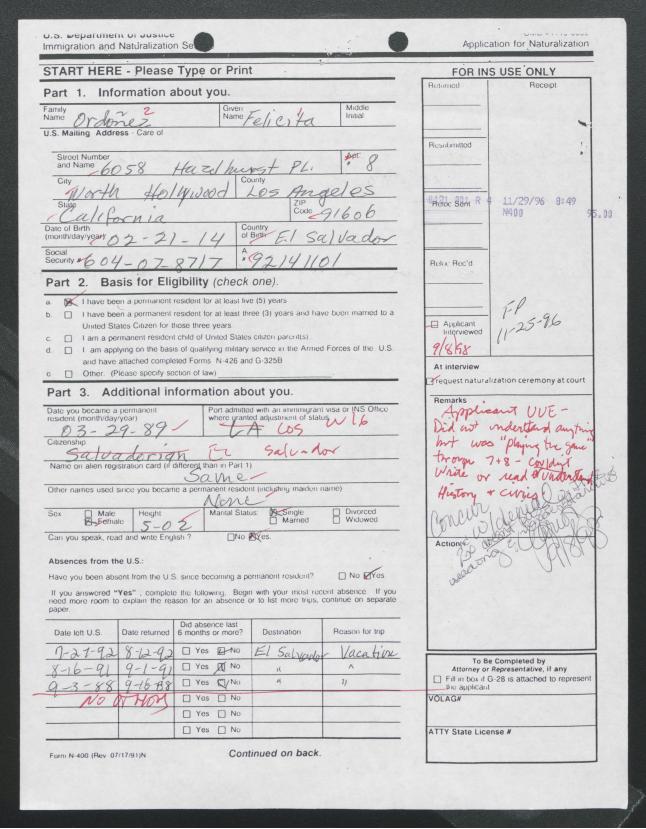 U.S. Department of Justice
Immigration and Naturalization Se
Application for Naturalization
START HERE - Please Type or Print
FOR INS USE ONLY
Part 1. Information about you.
Family Name Ordoñez 2
Given Name Felicita
Middle Initial
U.S. Mailing Address - Care of
Street Number and Name 6058 Hazelhurst PL.
Apt. # 8
City North Hollywood
County Los Angeles
State California
ZIP Code 91606
Date of Birth (month/day/year) 02-21-14
Country of Birth El Salvador
Social Security # 604-07-8717
A # 92141101
Part 2. Basis for Eligibility (check one).
a. I have been a permanent resident for at least five (5) years
b. I have been a permanent resident for at least three (3) years and have been married to a
United States Citizen for those three years
c. I am a permanent resident child of United States citizen parent(s)
d. I am applying on the basis of qualifying military service in the Armed Forces of the U.S.
and have attached completed Forms N-426 and G-325B
e. Other. (Please specify section of law)
Part 3. Additional information about you.
Date you became a permanent resident (month/day/year) 03-29-89
Port admitted with an immigrant visa or INS Office where granted adjustment of status
LA LOS W16
Citizenship
Salvadorian El Salvador
Name on alien registration card (if different than in Part 1)
Same
Other names used since you became a permanent resident (including maiden name)
None
Sex Male Female
Height 5-02
Marital Status: Single Married Divorced Widowed
Can you speak, read and write English? No Yes.
Absences from the U.S.:
Have you been absent from the U.S. since becoming a permanent resident? No Yes
If you answered "Yes", complete the following. Begin with your most recent absence. If you
need more room to explain the reason for an absence or to list more trips, continue on separate
paper.
Date left U.S. Date returned Did absence last 6 months or more? Destination Reason for trip
7-27-92 8-12-92 Yes No El Salvador Vacation
8-16-91 9-1-91 Yes No " "
9-3-88 9-16-88 Yes No " "
NO OTHERS Yes No
Yes No
Yes No
Form N-400 (Rev 07/17/91)N
Continued on back.
Returned
Receipt
Resubmitted
Reloc Sent
11/29/96 8:49
N400 95.00
Reloc Rec'd
F-P
11-25-96
Applicant Interviewed
9/8/98
At interview
request naturalization ceremony at court
Remarks
Applicant UUE -
Did not understand anything
but was "playing the game"
through 7+8 - Couldn't
write or read & understand
History & civics
Concur
Action
To Be Completed by
Attorney or Representative, if any
Fill in box if G-28 is attached to represent
the applicant
VOLAG#
ATTY State License #